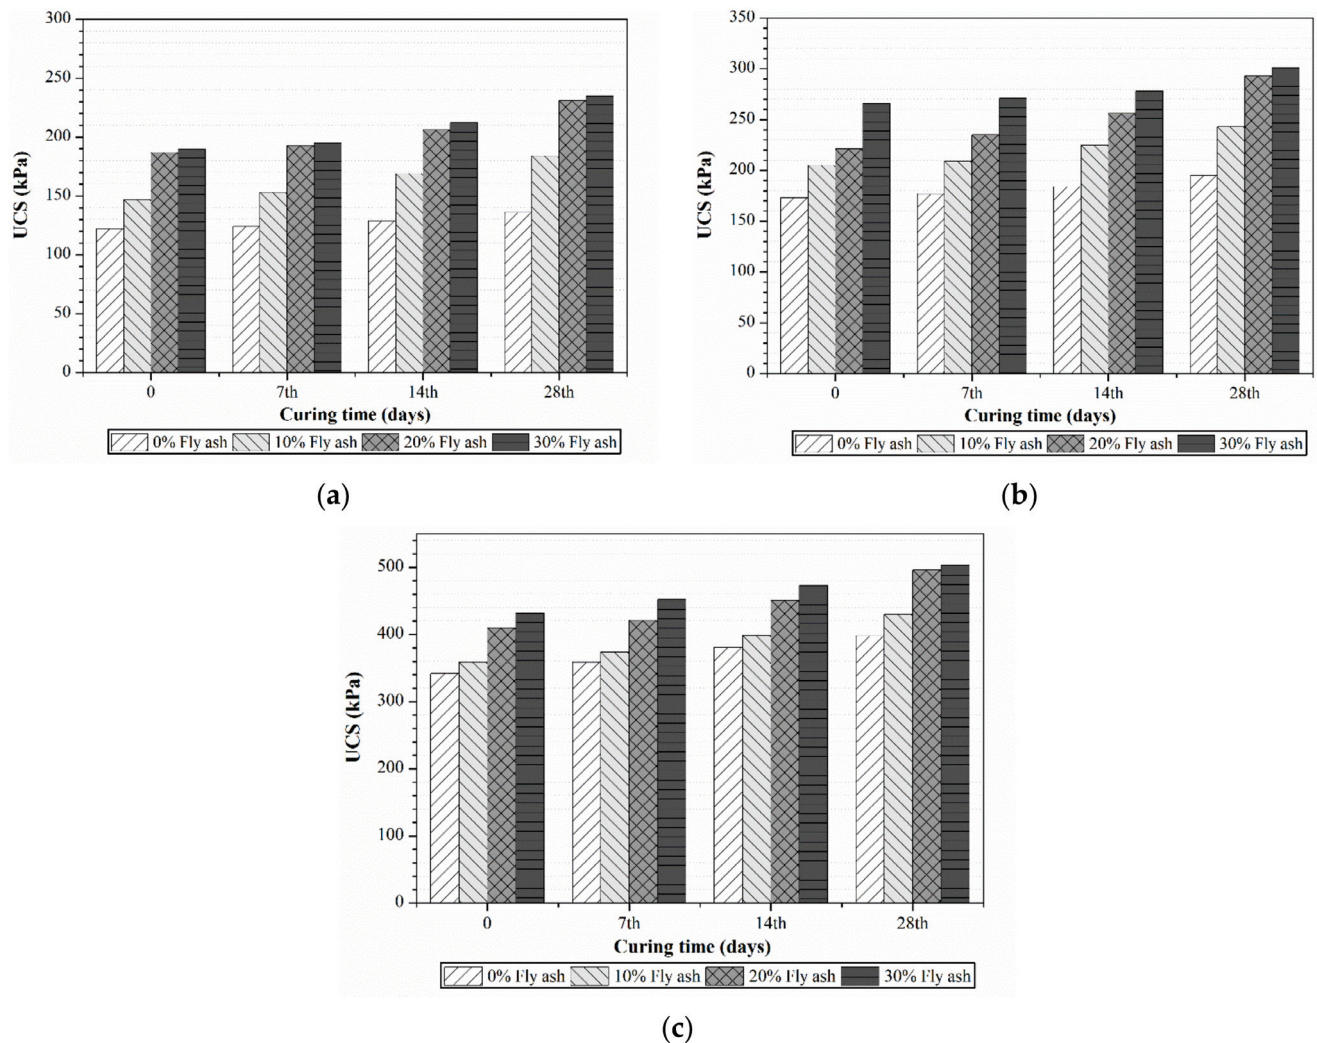 300
250
200
150
100
50
0
UCS (kPa)
0 7th 14th 28th
Curing time (days)
0% Fly ash 10% Fly ash 20% Fly ash 30% Fly ash
(a)
350
300
250
200
150
100
50
0
UCS (kPa)
0 7th 14th 28th
Curing time (days)
0% Fly ash 10% Fly ash 20% Fly ash 30% Fly ash
(b)
500
400
300
200
100
0
UCS (kPa)
0 7th 14th 28th
Curing time (days)
0% Fly ash 10% Fly ash 20% Fly ash 30% Fly ash
(c)